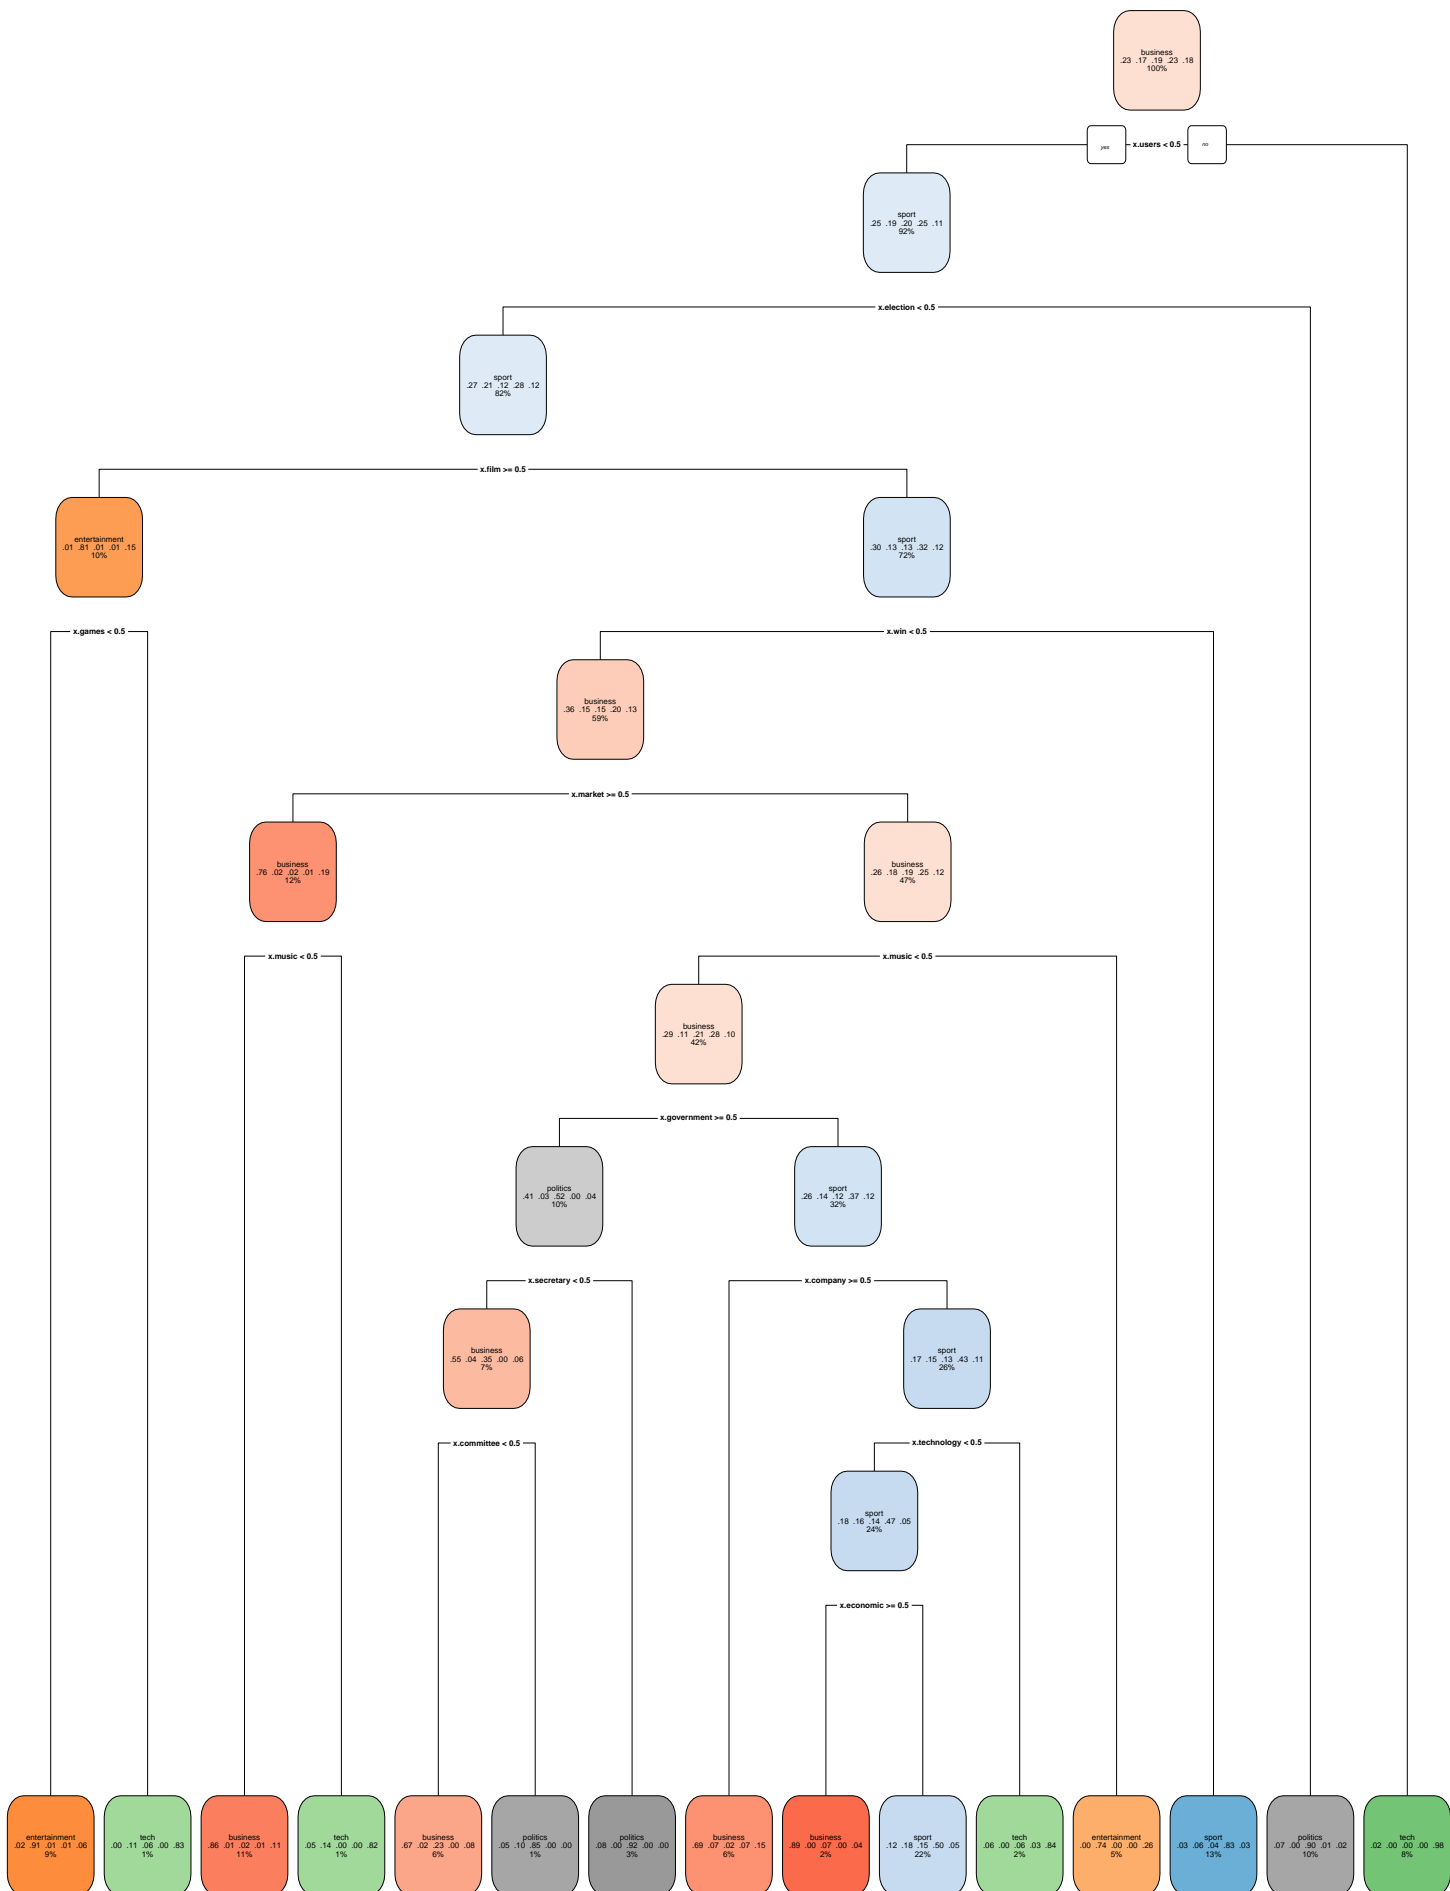 business
.23 .17 .19 .23 .18
100%
yes
x.users < 0.5
no
sport
.25 .19 .20 .25 .11
92%
x.election < 0.5
sport
.27 .21 .12 .28 .12
82%
x.film >= 0.5
entertainment
.01 .81 .01 .01 .15
10%
sport
.30 .13 .13 .32 .12
72%
x.games < 0.5
x.win < 0.5
business
.36 .15 .15 .20 .13
59%
x.market >= 0.5
business
.76 .02 .02 .01 .19
12%
business
.26 .18 .19 .25 .12
47%
x.music < 0.5
x.music < 0.5
business
.29 .11 .21 .28 .10
42%
x.government >= 0.5
politics
.41 .03 .52 .00 .04
10%
sport
.26 .14 .12 .37 .12
32%
x.secretary < 0.5
x.company >= 0.5
business
.55 .04 .35 .00 .06
7%
sport
.17 .15 .13 .43 .11
26%
x.committee < 0.5
x.technology < 0.5
sport
.18 .16 .14 .47 .05
24%
x.economic >= 0.5
entertainment
.02 .91 .01 .01 .06
9%
tech
.00 .11 .06 .00 .83
1%
business
.86 .01 .02 .01 .11
11%
tech
.05 .14 .00 .00 .82
1%
business
.67 .02 .23 .00 .08
6%
politics
.05 .10 .85 .00 .00
1%
politics
.08 .00 .92 .00 .00
3%
business
.69 .07 .02 .07 .15
6%
business
.89 .00 .07 .00 .04
2%
sport
.12 .18 .15 .50 .05
22%
tech
.06 .00 .06 .03 .84
2%
entertainment
.00 .74 .00 .00 .26
5%
sport
.03 .06 .04 .83 .03
13%
politics
.07 .00 .90 .01 .02
10%
tech
.02 .00 .00 .00 .98
8%